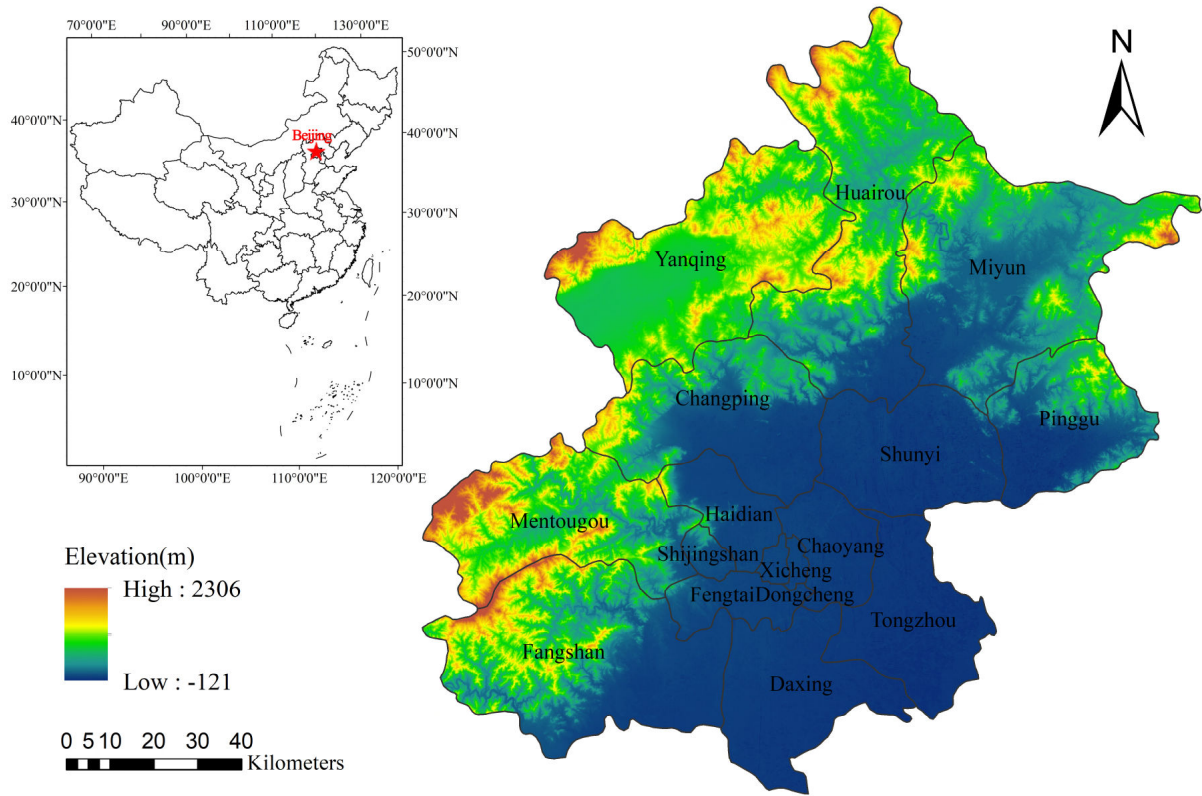 70°0'0"E 90°0'0"E 110°0'0"E 130°0'0"E
50°0'0"N
40°0'0"N
40°0'0"N
Beijing
30°0'0"N
30°0'0"N
20°0'0"N
20°0'0"N
10°0'0"N
10°0'0"N
90°0'0"E 100°0'0"E 110°0'0"E 120°0'0"E
N
Huairou
Yanqing
Miyun
Changping
Pinggu
Shunyi
Mentougou
Haidian
Chaoyang
Shijingshan
Xicheng
FengtaiDongcheng
Tongzhou
Fangshan
Daxing
Elevation(m)
High : 2306
Low : -121
0 5 10 20 30 40
Kilometers